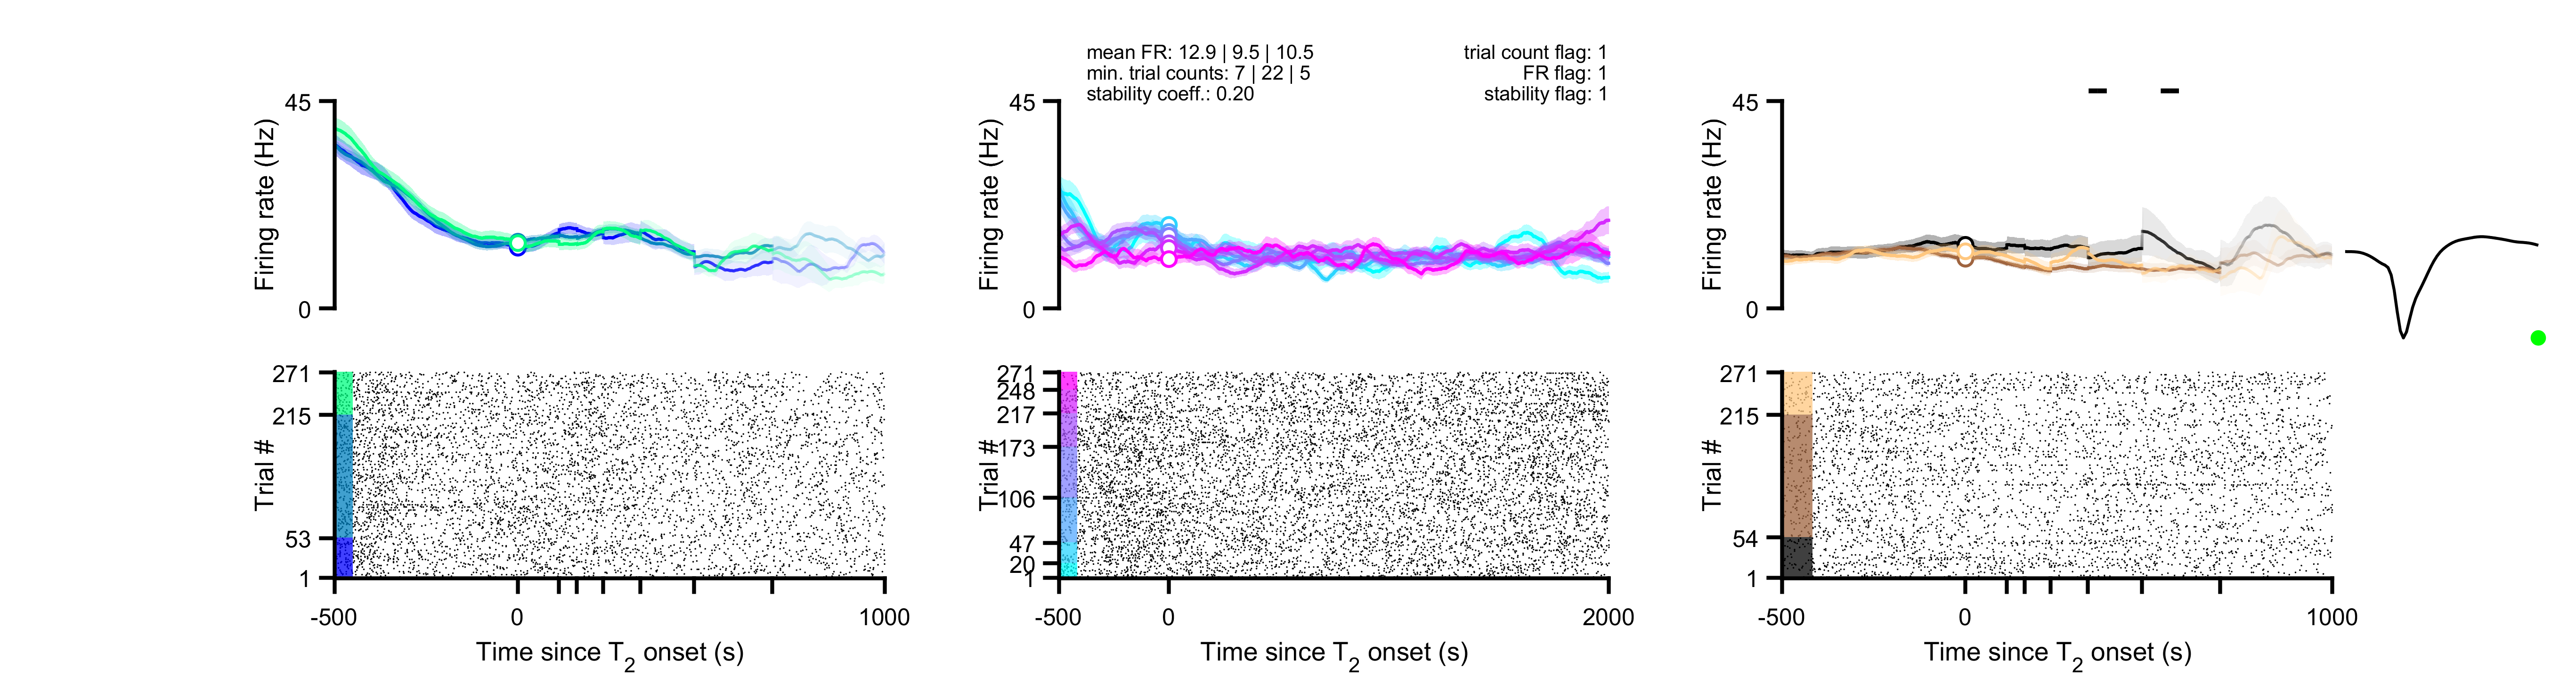 mean FR: 12.9 | 9.5 | 10.5
min. trial counts: 7 | 22 | 5
stability coeff.: 0.20
trial count flag: 1
FR flag: 1
stability flag: 1
45
Firing rate (Hz)
0
45
Firing rate (Hz)
0
45
Firing rate (Hz)
0
271
215
Trial #
53
1
-500
0
1000
Time since T2 onset (s)
271
248
217
173
Trial #
106
47
20
1
-500
0
2000
Time since T2 onset (s)
271
215
Trial #
54
1
-500
0
1000
Time since T2 onset (s)